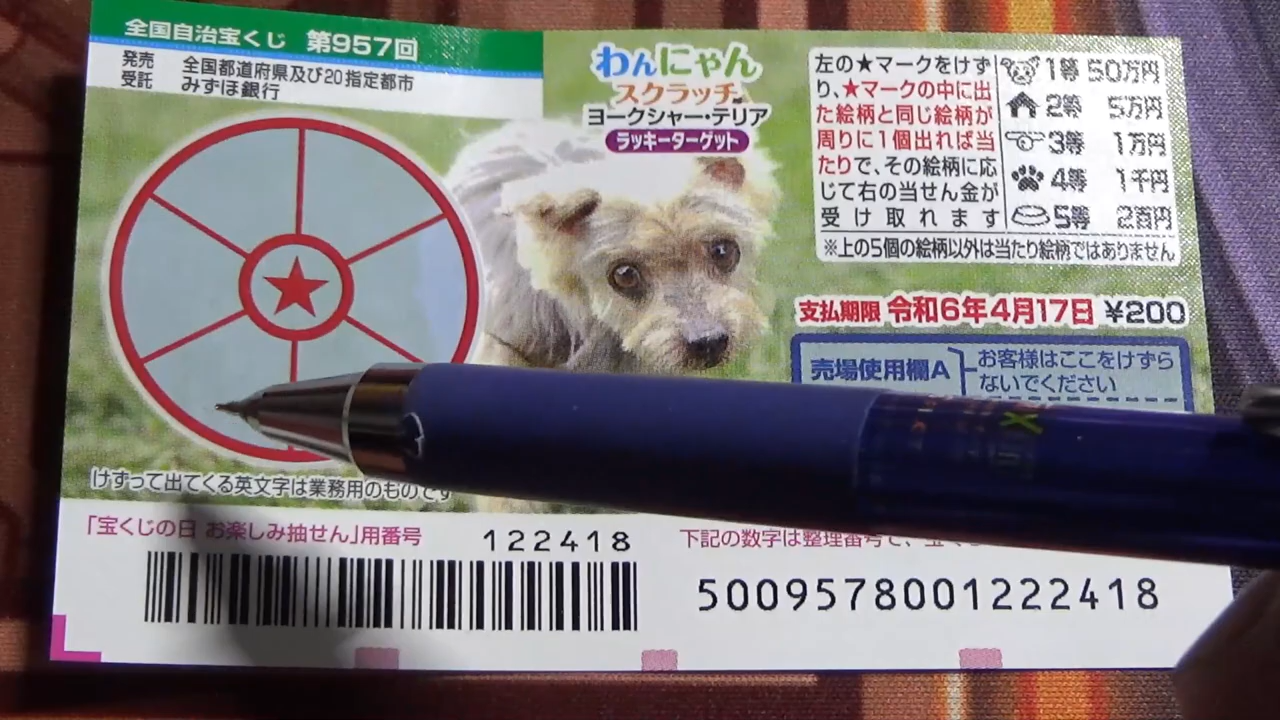 全国自治宝くじ 第957回
発売 全国都道府県及び20指定都市
受託 みずほ銀行
わんにゃん
スクラッチ
ヨークシャー・テリア
ラッキーターゲット
左の★マークをけず
り、★マークの中に出
た絵柄と同じ絵柄が
周りに1個出れば当
たりで、その絵柄に応
じて右の当せん金が
受け取れます
1等 50万円
2等 5万円
3等 1万円
4等 1千円
5等 2百円
※上の5個の絵柄以外は当たり絵柄ではありません
支払期限 令和6年4月17日 ¥200
売場使用欄A
お客様はここをけずら
ないでください
けずって出てくる英文字は業務用のものです
「宝くじの日 お楽しみ抽せん」用番号
122418
下記の数字は整理番号で、宝く
5009578001222418